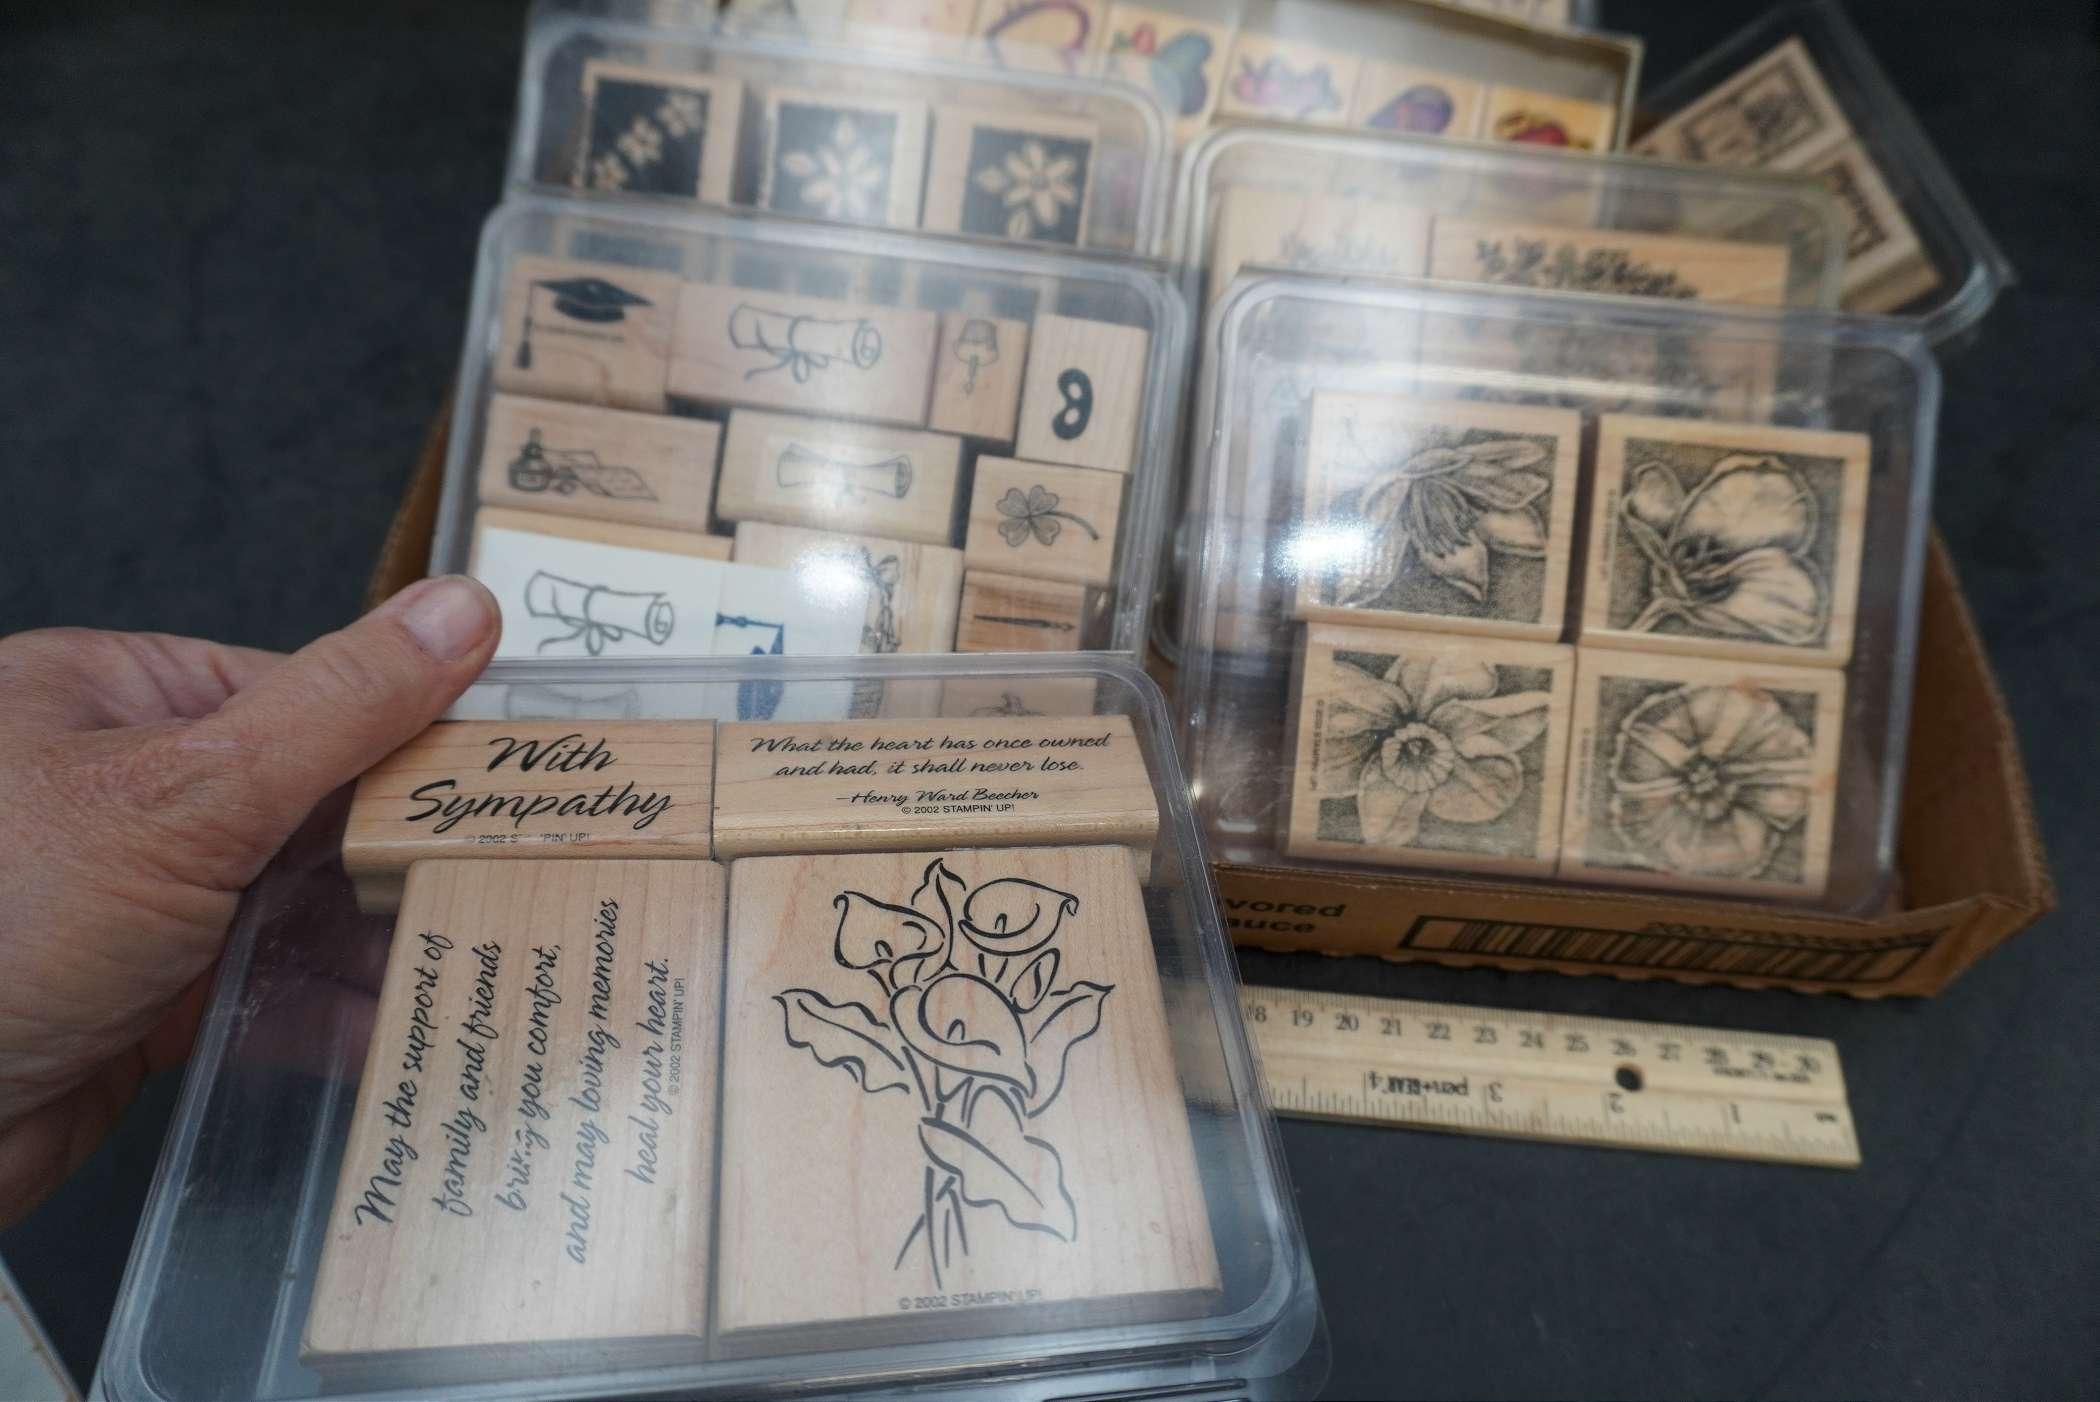 With
Sympathy
What the heart has once owned
and had, it shall never lose.
—Henry Ward Beecher
© 2002 STAMPIN' UP!
May the support of
family and friends
bring you comfort,
and may loving memories
heal your heart.
© 2002 STAMPIN' UP!
© 2002 STAMPIN' UP!
vored
auce
18 19 20 21 22 23 24 25 26 27 28 29 30
4 pen+gear 3 2 1